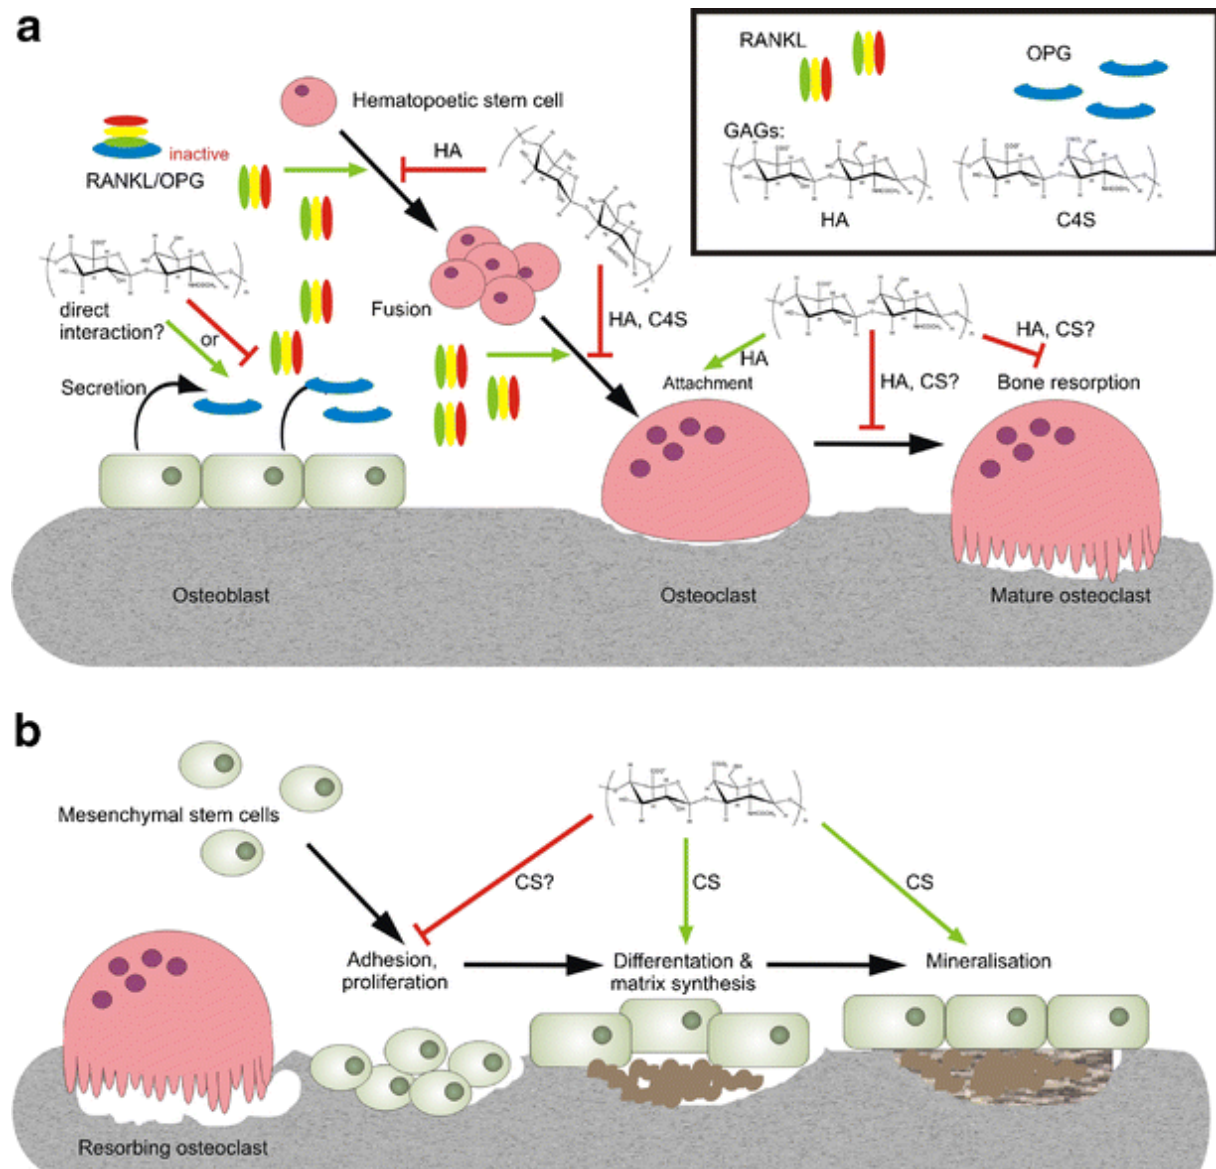 a
RANKL
OPG
GAGs:
HA
C4S
Hematopoetic stem cell
inactive
RANKL/OPG
HA
direct
interaction?
or
Fusion
HA, C4S
Secretion
HA
Attachment
HA, CS?
HA, CS?
Bone resorption
Osteoblast
Osteoclast
Mature osteoclast
b
Mesenchymal stem cells
CS?
CS
CS
Adhesion,
proliferation
Differentation &
matrix synthesis
Mineralisation
Resorbing osteoclast